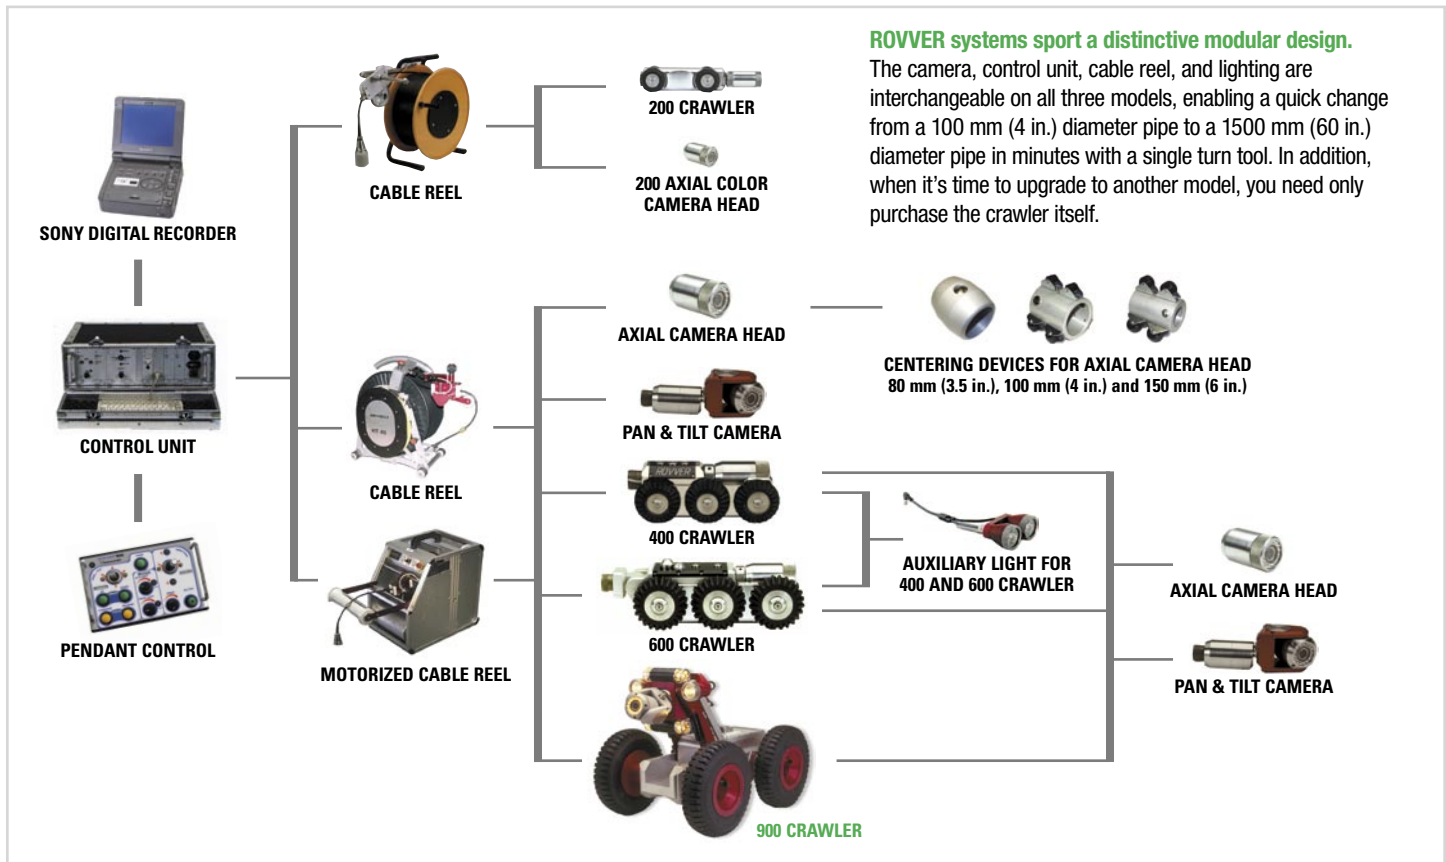 ROVVER systems sport a distinctive modular design.
The camera, control unit, cable reel, and lighting are
interchangeable on all three models, enabling a quick change
from a 100 mm (4 in.) diameter pipe to a 1500 mm (60 in.)
diameter pipe in minutes with a single turn tool. In addition,
when it’s time to upgrade to another model, you need only
purchase the crawler itself.
SONY DIGITAL RECORDER
CONTROL UNIT
PENDANT CONTROL
CABLE REEL
200 CRAWLER
200 AXIAL COLOR
CAMERA HEAD
CABLE REEL
MOTORIZED CABLE REEL
AXIAL CAMERA HEAD
CENTERING DEVICES FOR AXIAL CAMERA HEAD
80 mm (3.5 in.), 100 mm (4 in.) and 150 mm (6 in.)
PAN & TILT CAMERA
ROVVER
400 CRAWLER
AUXILIARY LIGHT FOR
400 AND 600 CRAWLER
600 CRAWLER
900 CRAWLER
AXIAL CAMERA HEAD
PAN & TILT CAMERA